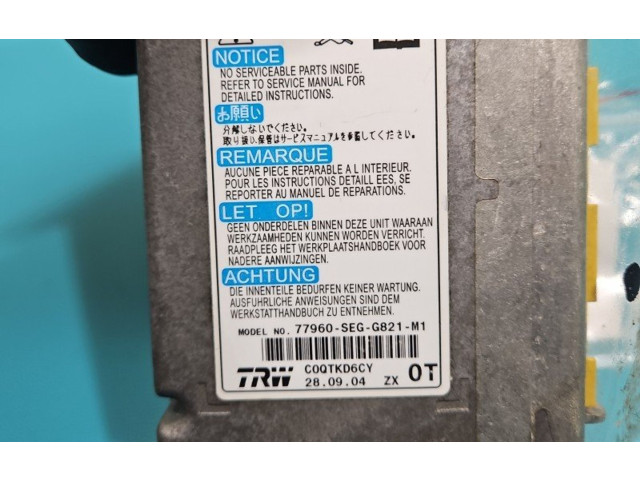 NOTICE
NO SERVICEABLE PARTS INSIDE.
REFER TO SERVICE MANUAL FOR
DETAILED INSTRUCTIONS.
お願い
分解しないでください。
取り扱い、保管はサービスマニュアルを参照してください。
REMARQUE
AUCUNE PIECE REPARABLE A L INTERIEUR.
POUR LES INSTRUCTIONS DETAILL EES, SE
REPORTER AU MANUEL DE REPARATIONS.
LET OP!
GEEN ONDERDELEN BINNEN DEZE UNIT WAARAAN
WERKZAAMHEDEN KUNNEN WORDEN VERRICHT.
RAADPLEEG HET WERKPLAATSHANDBOEK VOOR
NADERE AANWIJZINGEN.
ACHTUNG
DIE INNENTEILE BEDURFEN KEINER WARTUNG.
AUSFUHRLICHE ANWEISUNGEN SIND DEM
WERKSTATTHANDBUCH ZU ENTNEHMEN.
MODEL NO. 77960-SEG-G821-M1
TRW C0QTKD6CY
28.09.04 ZX 0T